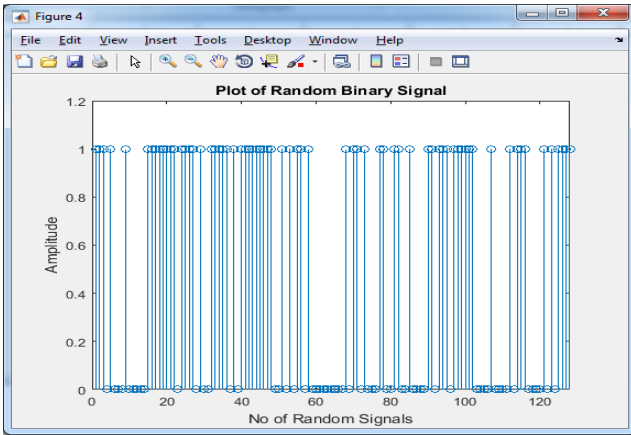 Figure 4
File Edit View Insert Tools Desktop Window Help
Plot of Random Binary Signal
1.2
1
0.8
0.6
0.4
0.2
0
Amplitude
0 20 40 60 80 100 120
No of Random Signals